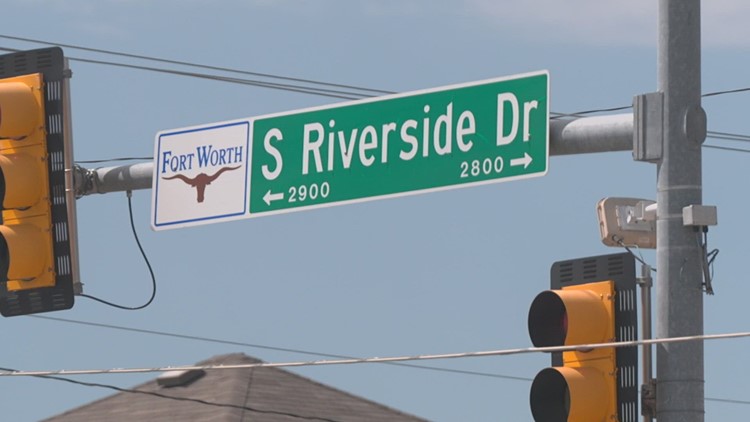 FORT WORTH
S Riverside Dr
← 2900 2800 →